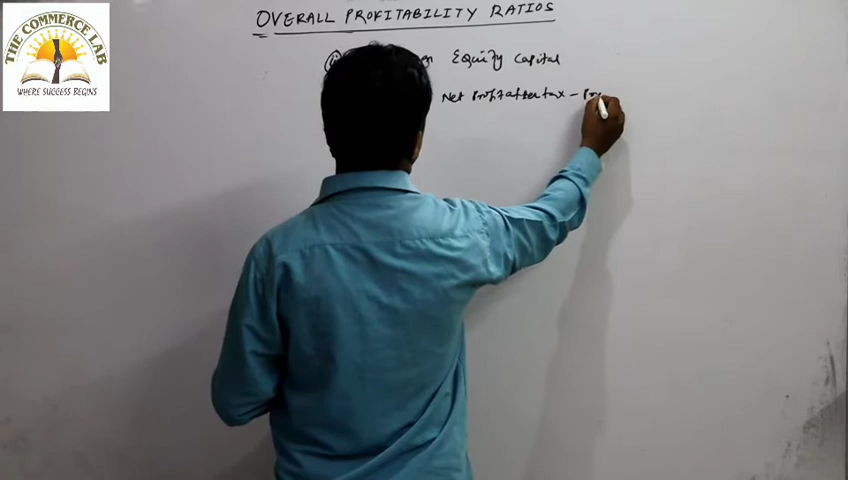 THE COMMERCE LAB
WHERE SUCCESS BEGINS
OVERALL PROFITABILITY RATIOS
Equity Capital
Net Profit after tax -